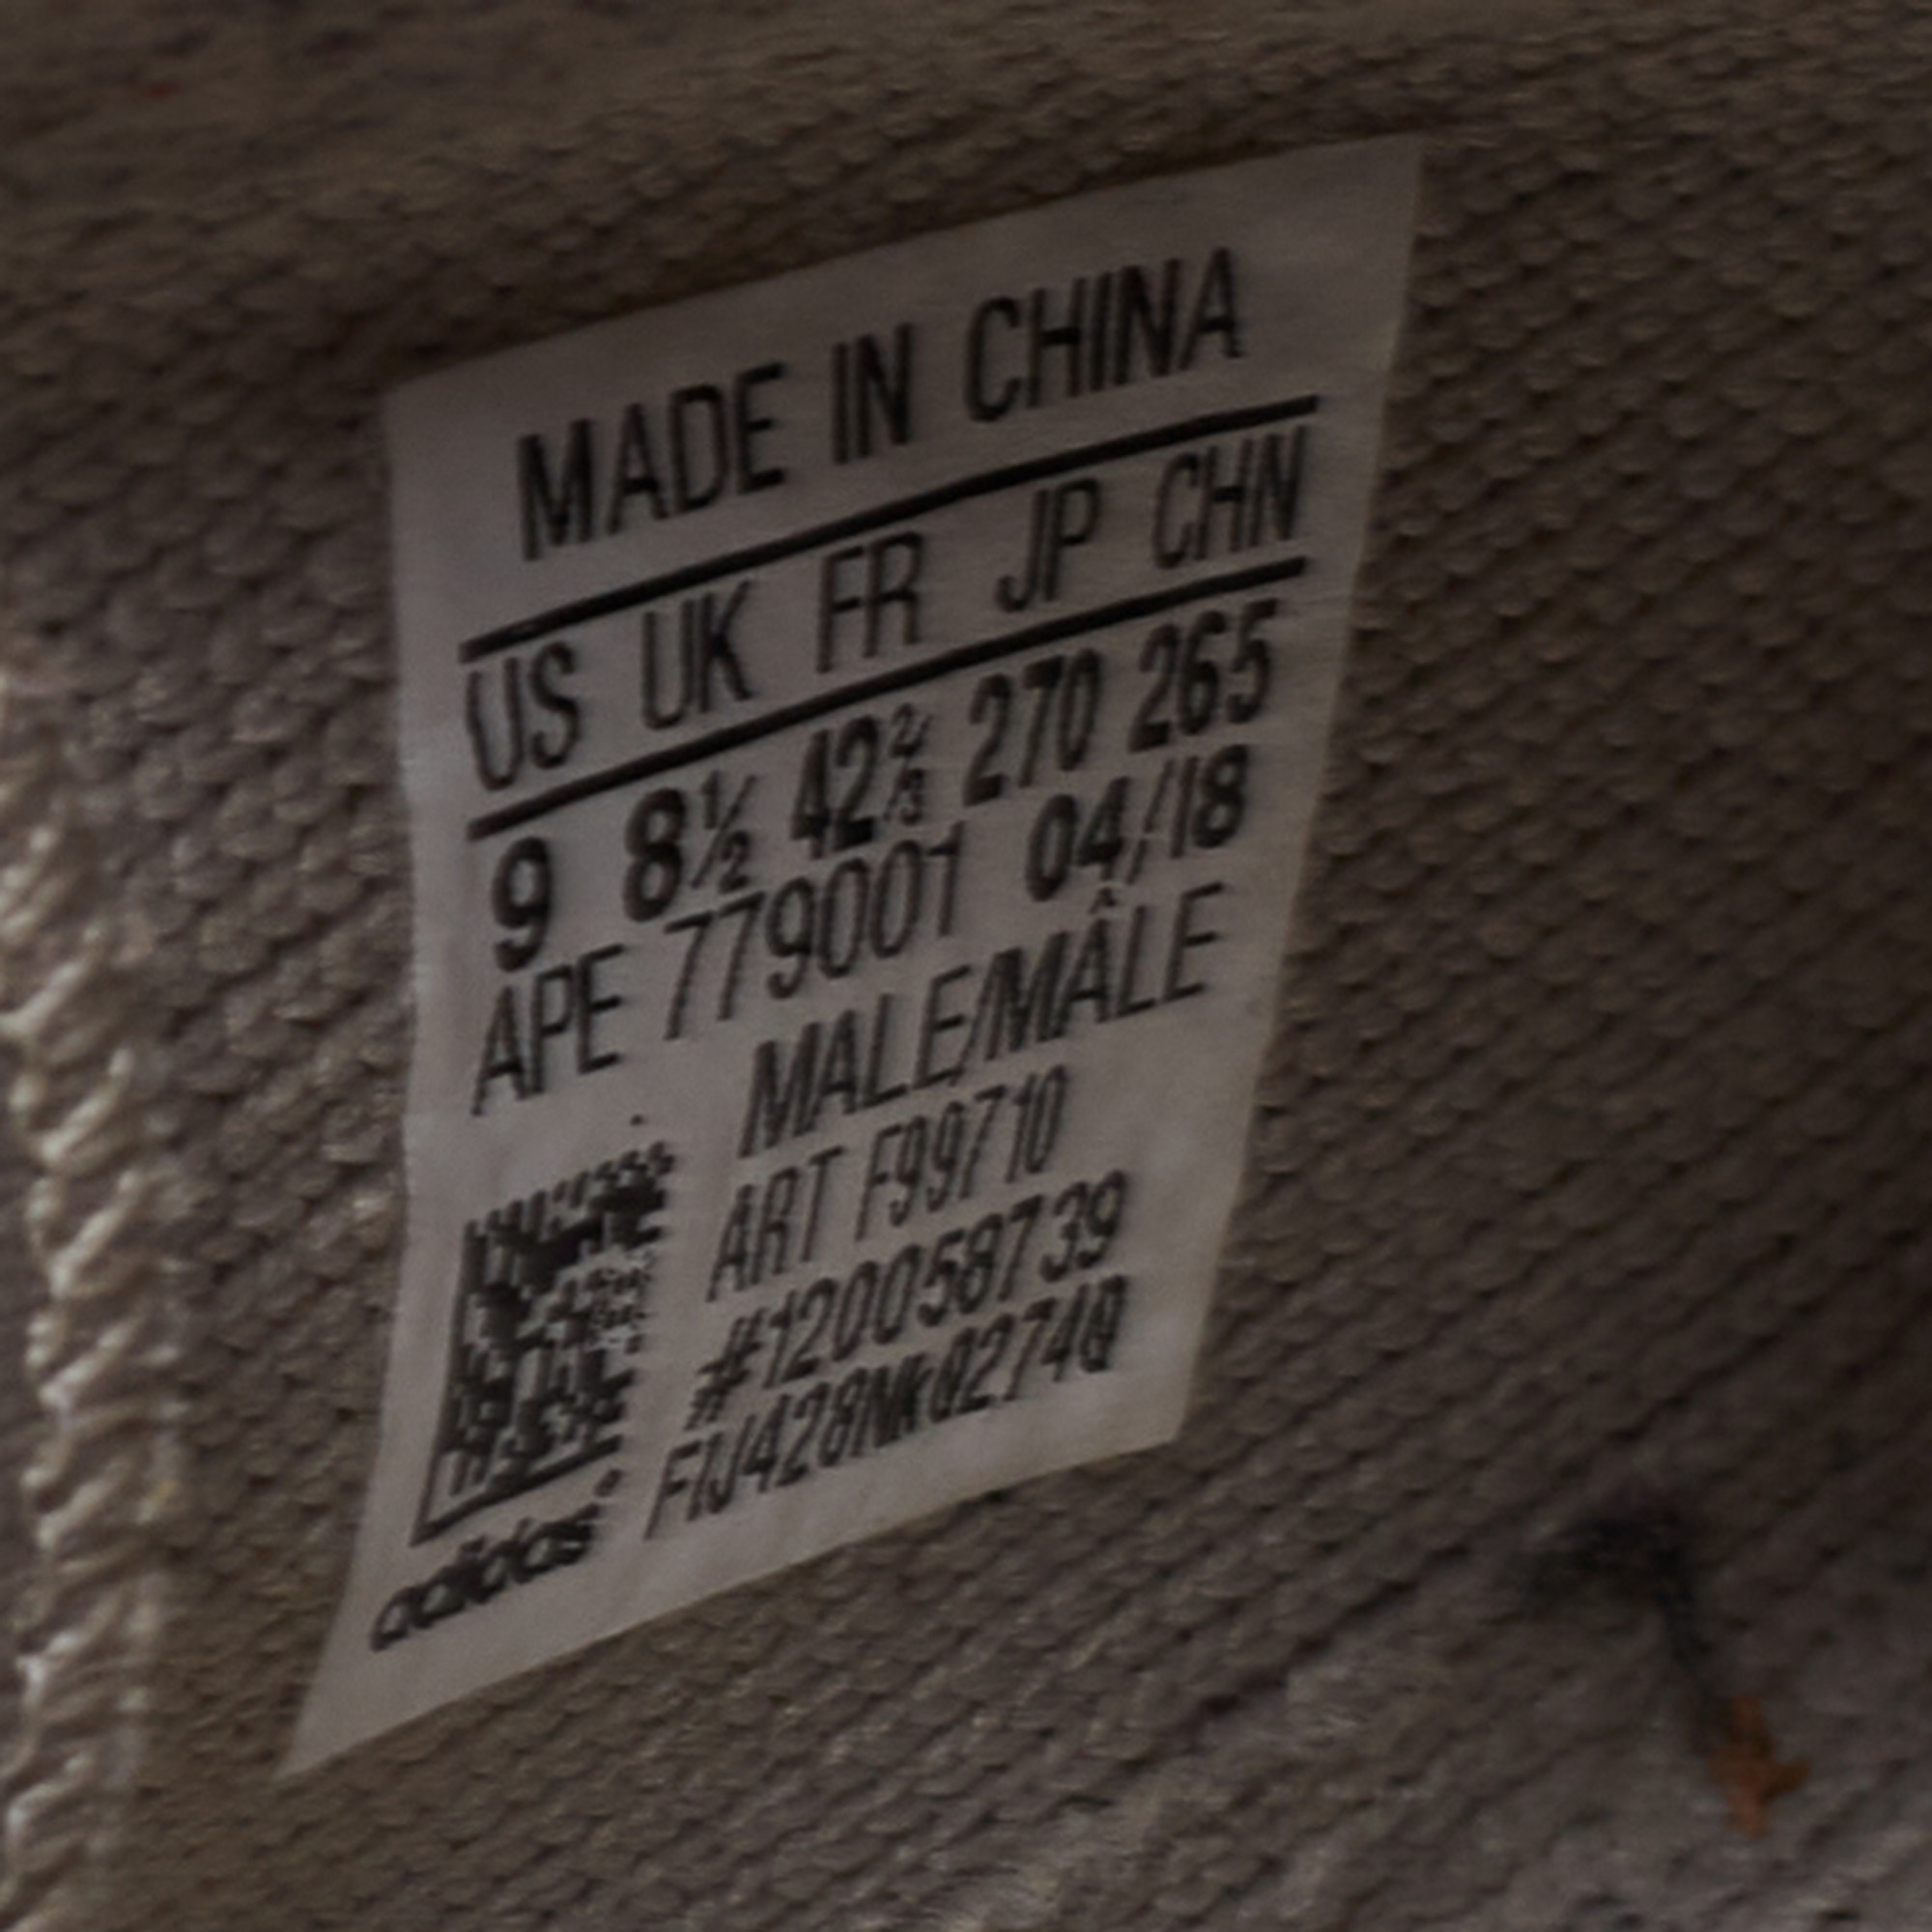 MADE IN CHINA
US UK FR JP CHN
9 8½ 42⅔ 270 265
APE 779001 04/18
MALE/MÂLE
ART F99710
#1200587739
adidas